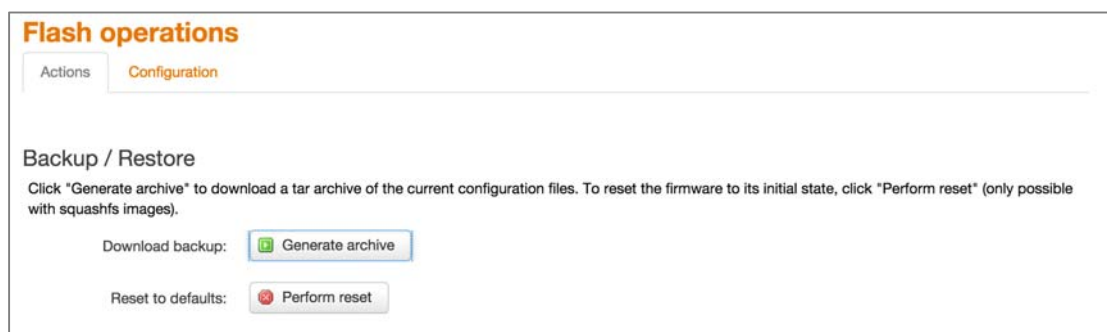 Flash operations
Actions Configuration
Backup / Restore
Click "Generate archive" to download a tar archive of the current configuration files. To reset the firmware to its initial state, click "Perform reset" (only possible
with squashfs images).
Download backup: Generate archive
Reset to defaults: Perform reset